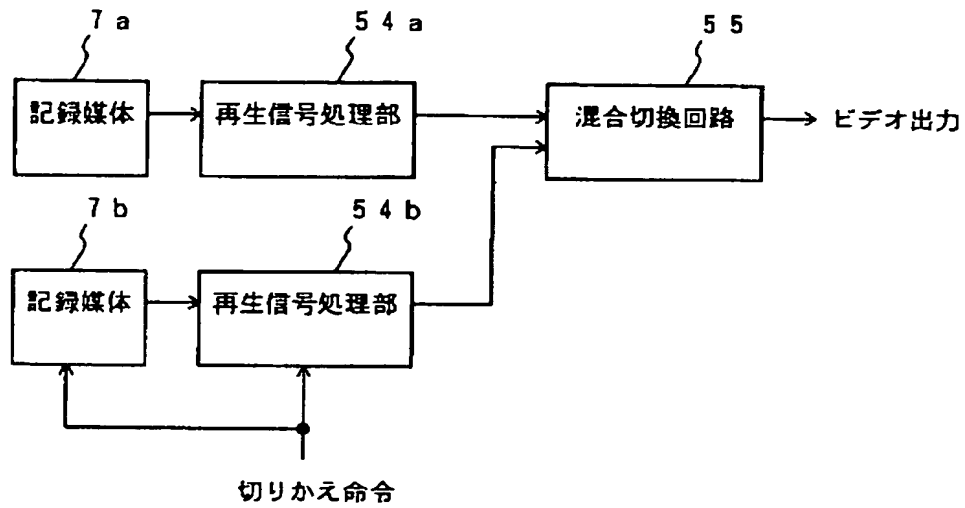 7a
54a
55
記録媒体
再生信号処理部
混合切換回路
ビデオ出力
7b
54b
記録媒体
再生信号処理部
切りかえ命令